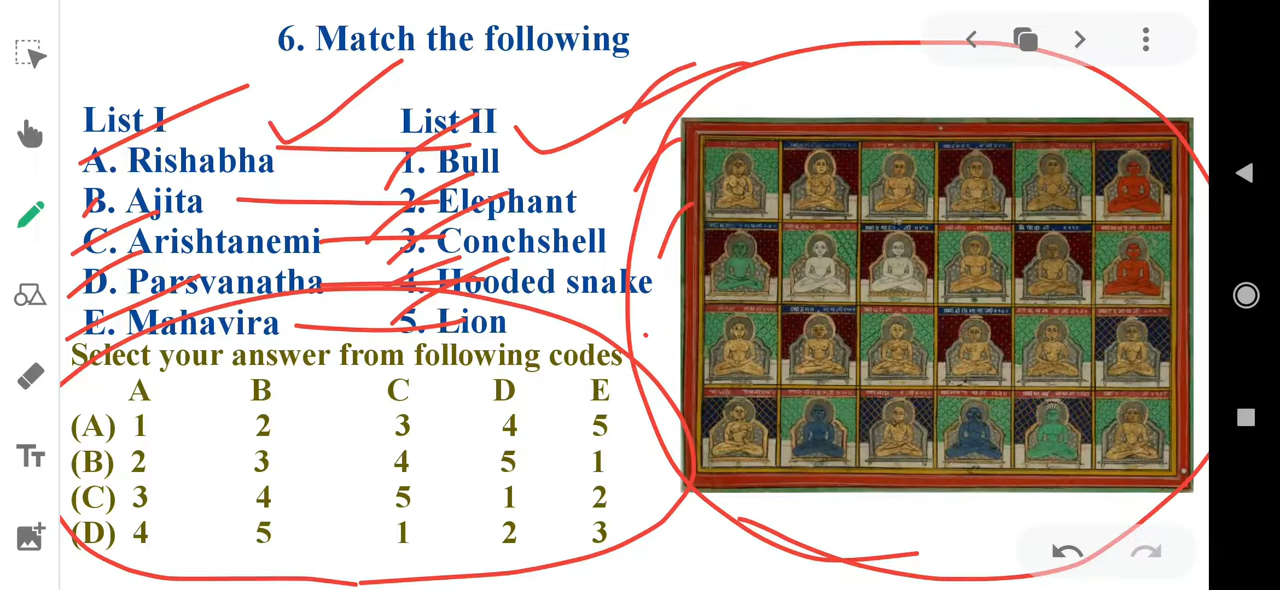 6. Match the following
List I List II
A. Rishabha 1. Bull
B. Ajita 2. Elephant
C. Arishtanemi 3. Conchshell
D. Parsvanatha 4. Hooded snake
E. Mahavira 5. Lion
Select your answer from following codes
A B C D E
(A) 1 2 3 4 5
(B) 2 3 4 5 1
(C) 3 4 5 1 2
(D) 4 5 1 2 3
Tт